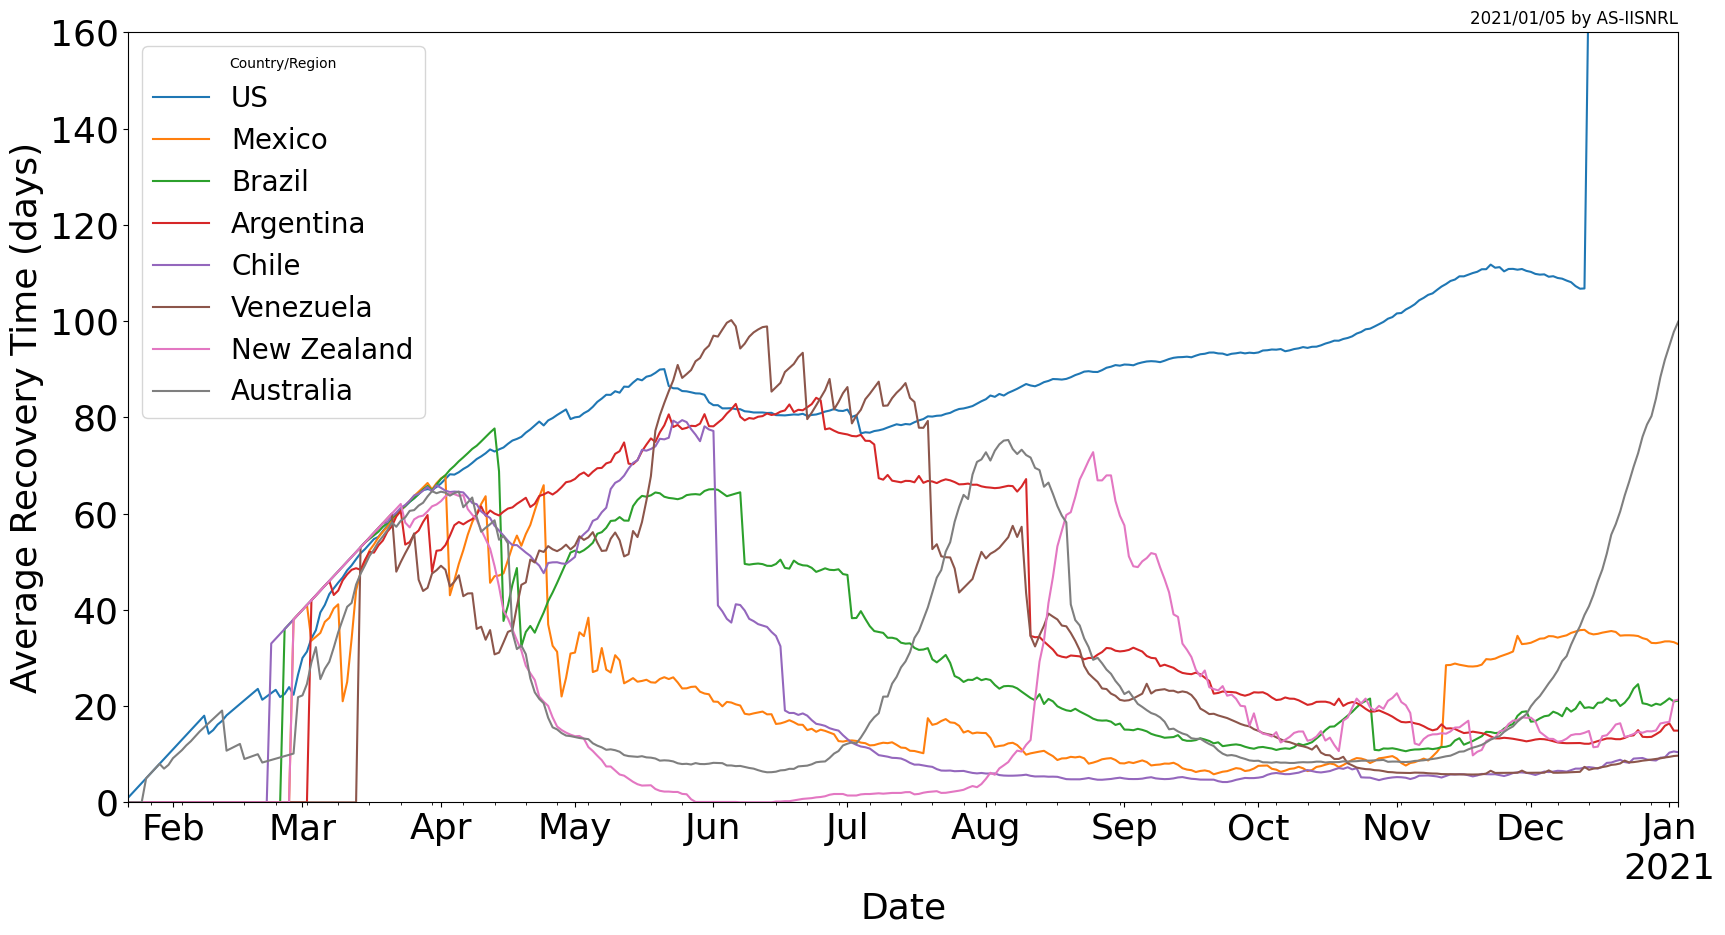 2021/01/05 by AS-IISNRL
Average Recovery Time (days)
160
140
120
100
80
60
40
20
0
Country/Region
US
Mexico
Brazil
Argentina
Chile
Venezuela
New Zealand
Australia
Feb Mar Apr May Jun Jul Aug Sep Oct Nov Dec Jan
2021
Date